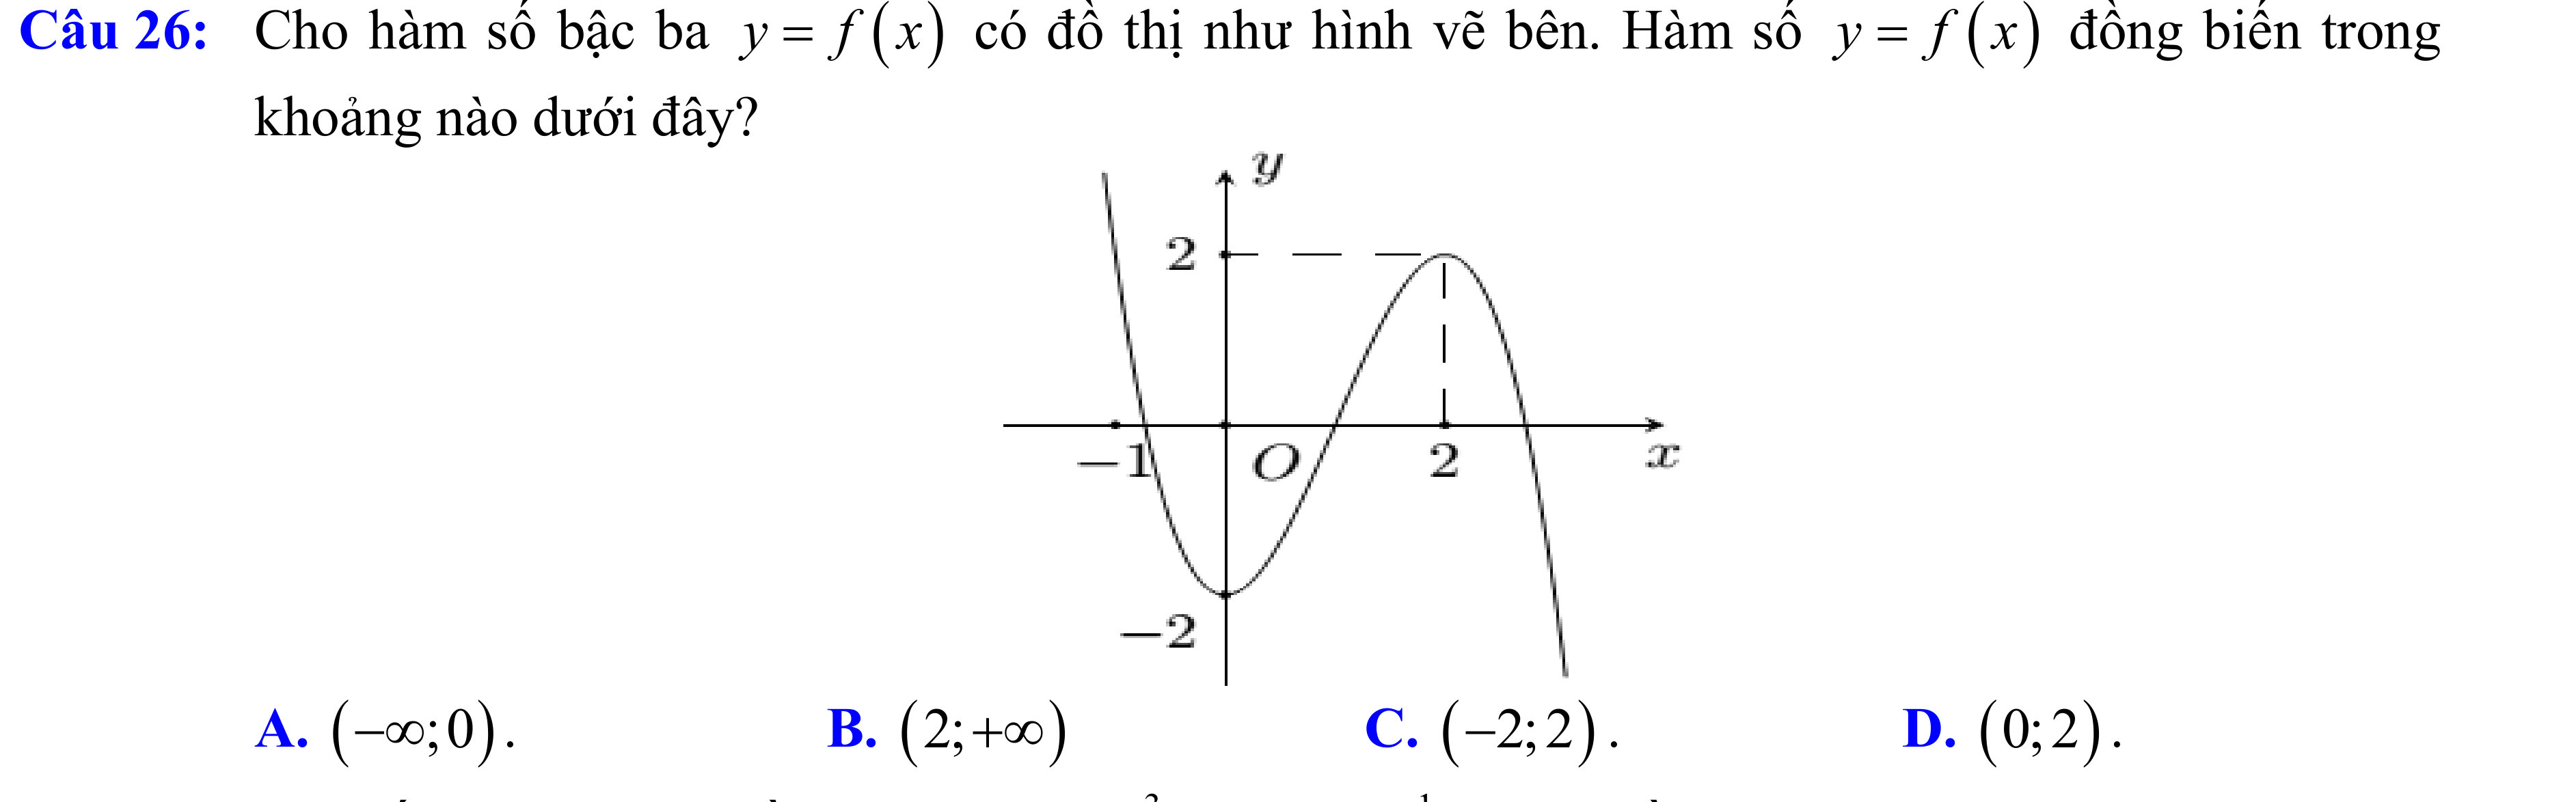 Câu 26: Cho hàm số bậc ba y = f(x) có đồ thị như hình vẽ bên. Hàm số y = f(x) đồng biến trong
khoảng nào dưới đây?
y
2
−1 O 2 x
−2
A. (−∞;0). B. (2;+∞) C. (−2;2). D. (0;2).